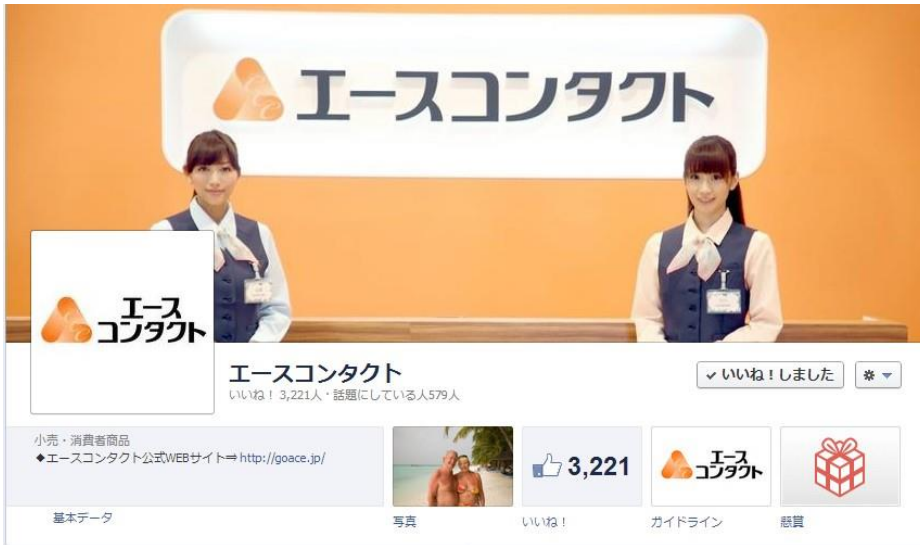 エースコンタクト
エース
コンタクト
エースコンタクト
いいね! 3,221人・話題にしている人579人
いいね!しました
小売・消費者商品
◆エースコンタクト公式WEBサイト⇒http://goace.jp/
基本データ
写真
3,221
いいね!
エース
コンタクト
ガイドライン
懸賞